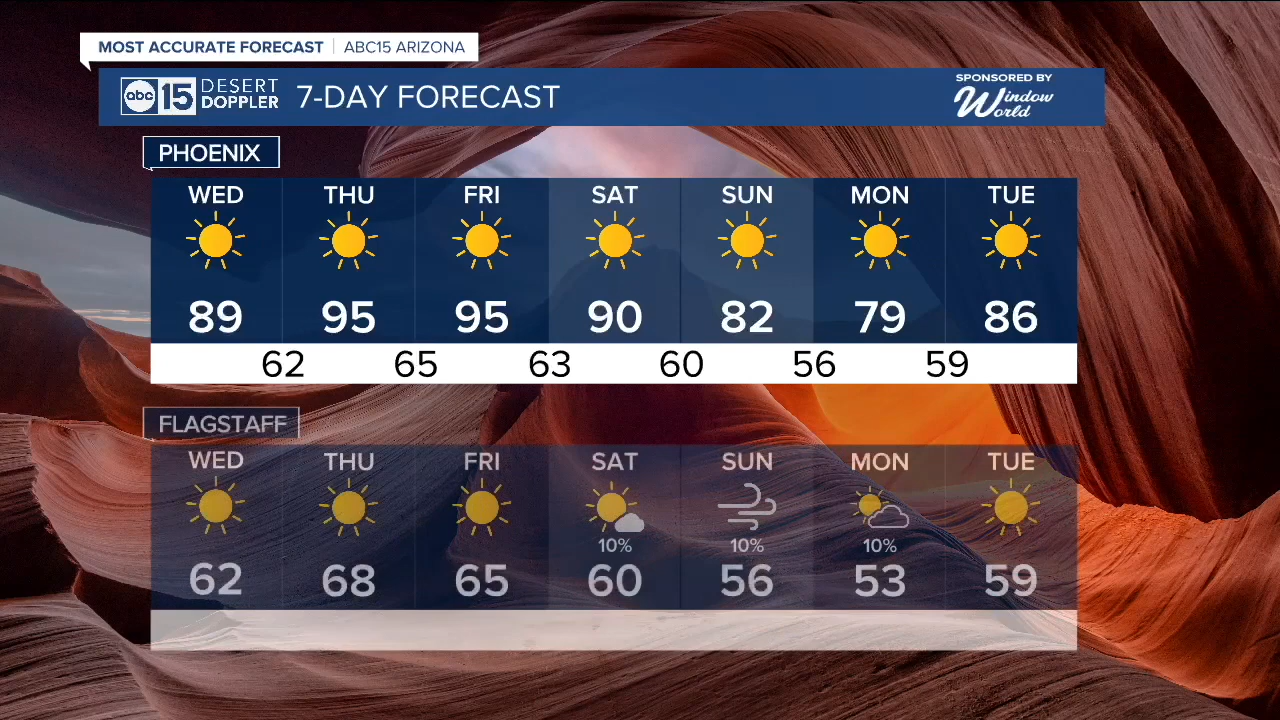 MOST ACCURATE FORECAST | ABC15 ARIZONA
abc 15 DESERT DOPPLER 7-DAY FORECAST
SPONSORED BY
Window World
PHOENIX
WED THU FRI SAT SUN MON TUE
89 95 95 90 82 79 86
62 65 63 60 56 59
FLAGSTAFF
WED THU FRI SAT SUN MON TUE
10% 10% 10%
62 68 65 60 56 53 59